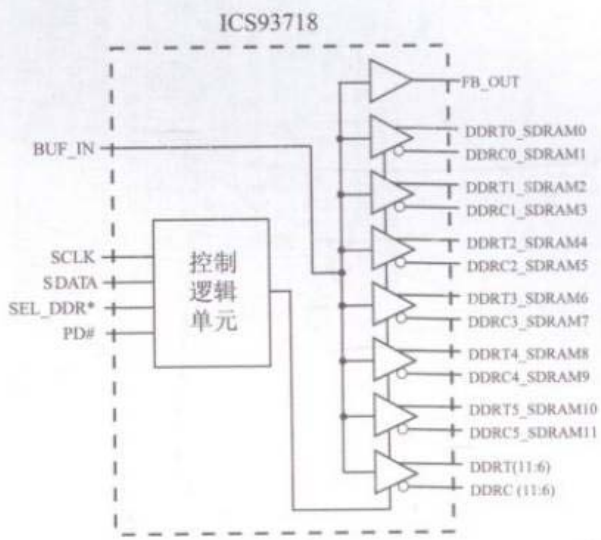 ICS93718
FB_OUT
BUF_IN
DDRT0_SDRAM0
DDRC0_SDRAM1
DDRT1_SDRAM2
DDRC1_SDRAM3
SCLK
SDATA
SEL_DDR*
PD#
控制
逻辑
单元
DDRT2_SDRAM4
DDRC2_SDRAM5
DDRT3_SDRAM6
DDRC3_SDRAM7
DDRT4_SDRAM8
DDRC4_SDRAM9
DDRT5_SDRAM10
DDRC5_SDRAM11
DDRT(11:6)
DDRC (11:6)